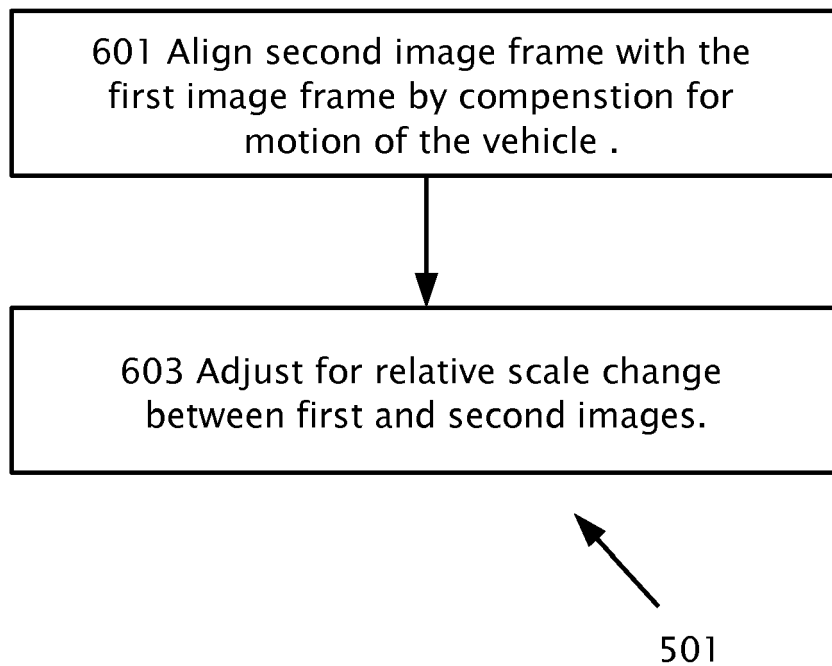 601 Align second image frame with the
first image frame by compenstion for
motion of the vehicle .
603 Adjust for relative scale change
between first and second images.
501